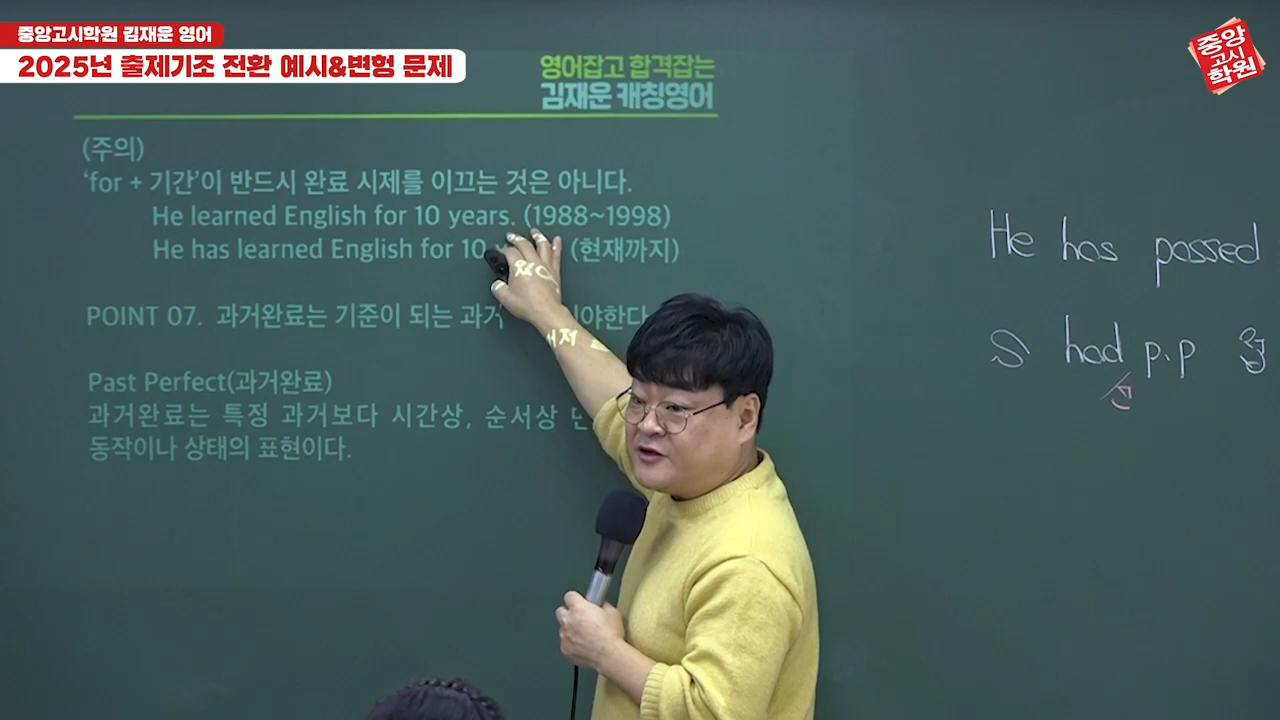 중앙고시학원 김재운 영어
2025년 출제기조 전환 예시&변형 문제
중앙
고시
학원
영어잡고 합격잡는
김재운 캐칭영어
(주의)
‘for + 기간’이 반드시 완료 시제를 이끄는 것은 아니다.
He learned English for 10 years. (1988~1998)
He has learned English for 10 (현재까지)
POINT 07. 과거완료는 기준이 되는 과거
Past Perfect(과거완료)
과거완료는 특정 과거보다 시간상, 순서상
동작이나 상태의 표현이다.
He has passed
S had p.p